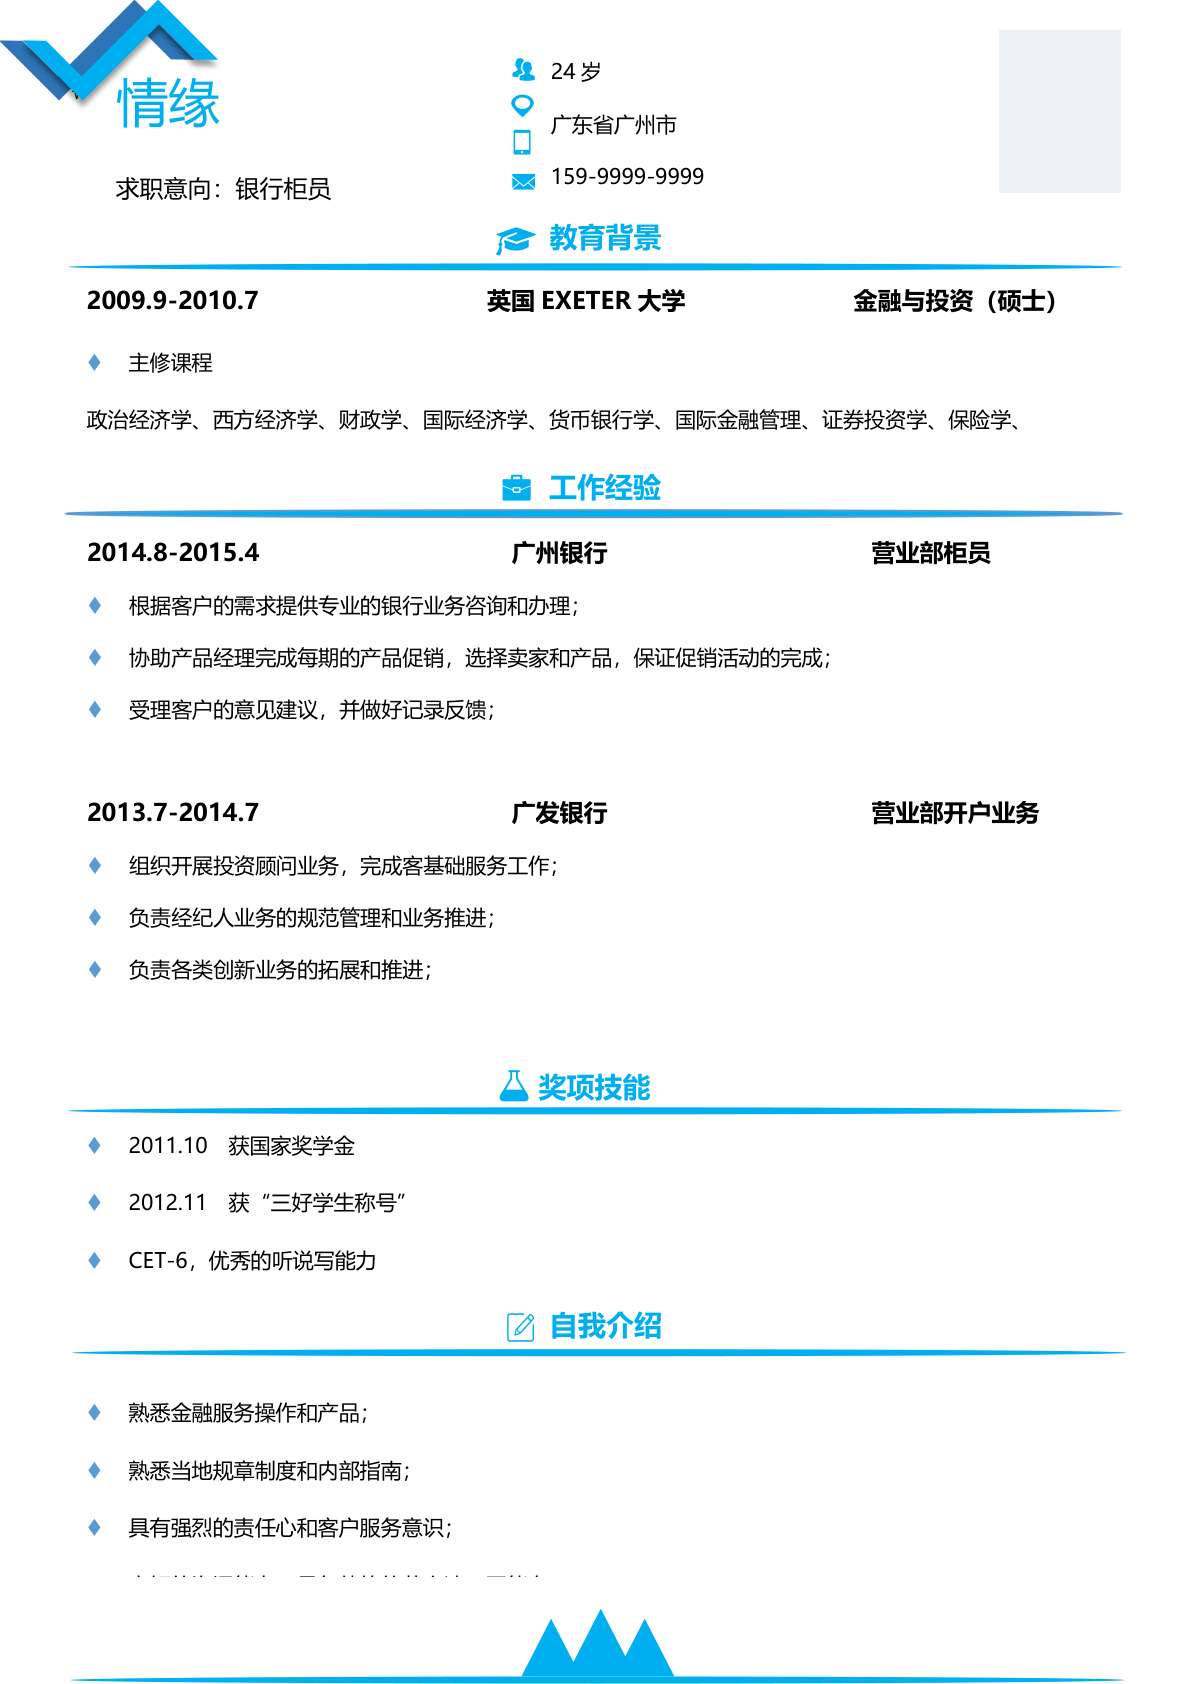 情缘
24 岁
广东省广州市
159-9999-9999
求职意向：银行柜员
教育背景
2009.9-2010.7 英国 EXETER 大学 金融与投资（硕士）
主修课程
政治经济学、西方经济学、财政学、国际经济学、货币银行学、国际金融管理、证券投资学、保险学、
工作经验
2014.8-2015.4 广州银行 营业部柜员
根据客户的需求提供专业的银行业务咨询和办理；
协助产品经理完成每期的产品促销，选择卖家和产品，保证促销活动的完成；
受理客户的意见建议，并做好记录反馈；
2013.7-2014.7 广发银行 营业部开户业务
组织开展投资顾问业务，完成客基础服务工作；
负责经纪人业务的规范管理和业务推进；
负责各类创新业务的拓展和推进；
奖项技能
2011.10 获国家奖学金
2012.11 获“三好学生称号”
CET-6，优秀的听说写能力
自我介绍
熟悉金融服务操作和产品；
熟悉当地规章制度和内部指南；
具有强烈的责任心和客户服务意识；